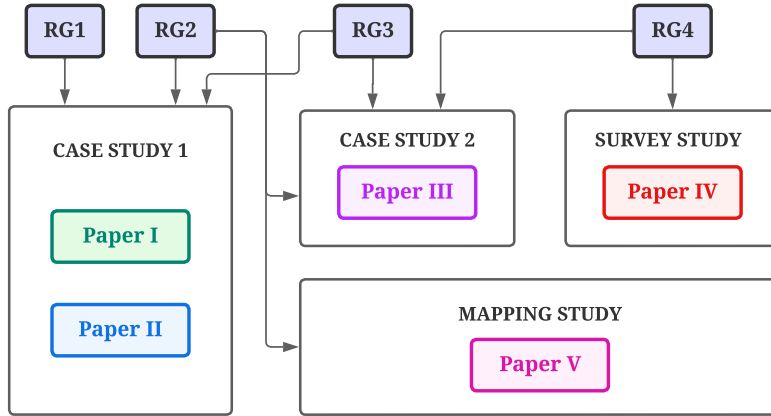 RG1
RG2
RG3
RG4
CASE STUDY 1
Paper I
Paper II
CASE STUDY 2
Paper III
SURVEY STUDY
Paper IV
MAPPING STUDY
Paper V